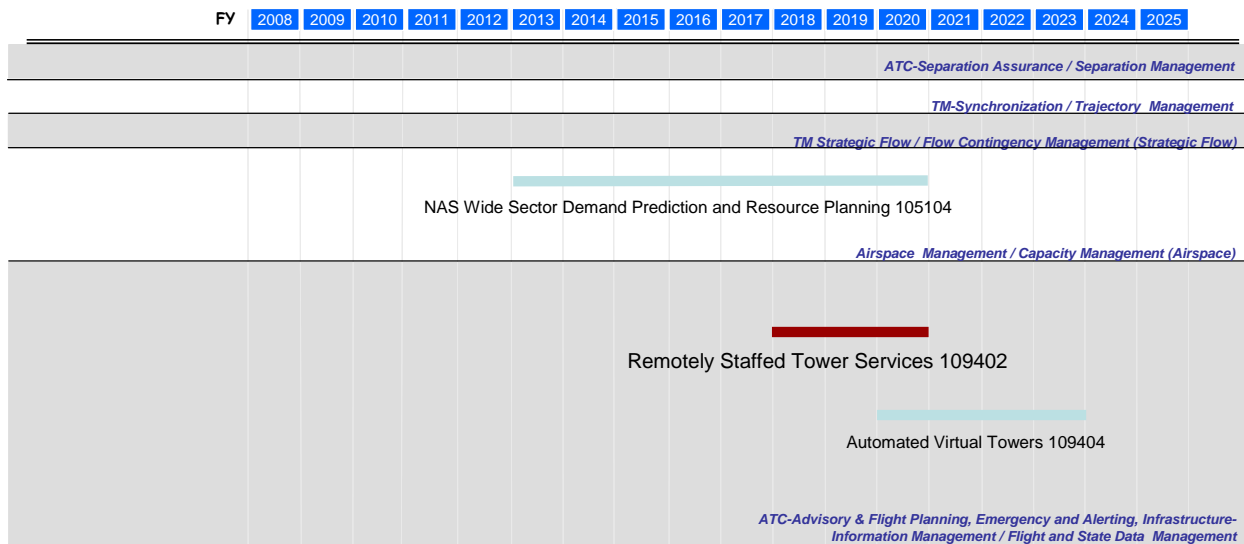 FY 2008 2009 2010 2011 2012 2013 2014 2015 2016 2017 2018 2019 2020 2021 2022 2023 2024 2025
ATC-Separation Assurance / Separation Management
TM-Synchronization / Trajectory Management
TM Strategic Flow / Flow Contingency Management (Strategic Flow)
NAS Wide Sector Demand Prediction and Resource Planning 105104
Airspace Management / Capacity Management (Airspace)
Remotely Staffed Tower Services 109402
Automated Virtual Towers 109404
ATC-Advisory & Flight Planning, Emergency and Alerting, Infrastructure-
Information Management / Flight and State Data Management